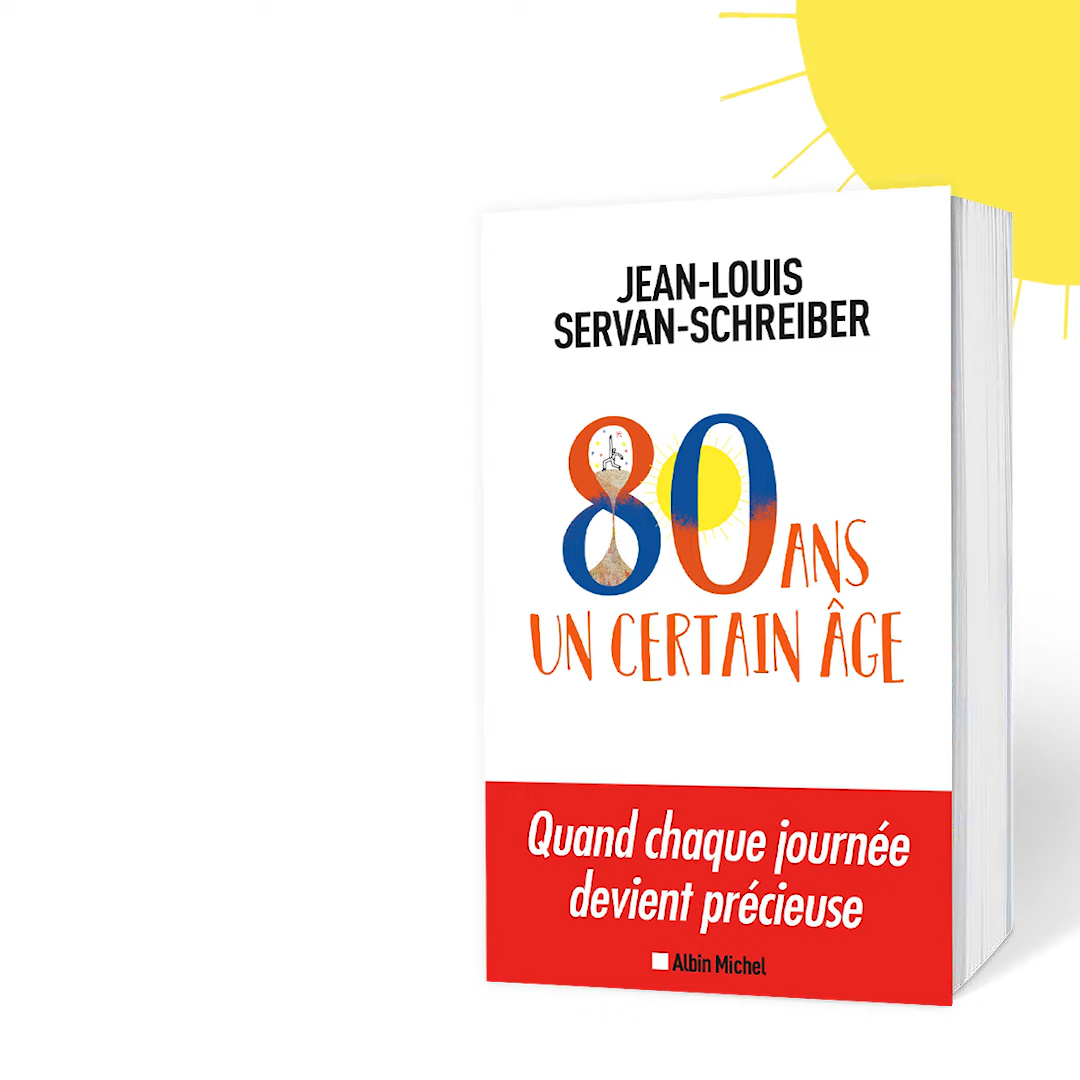 JEAN-LOUIS
SERVAN-SCHREIBER
80 ANS
UN CERTAIN ÂGE
Quand chaque journée
devient précieuse
Albin Michel